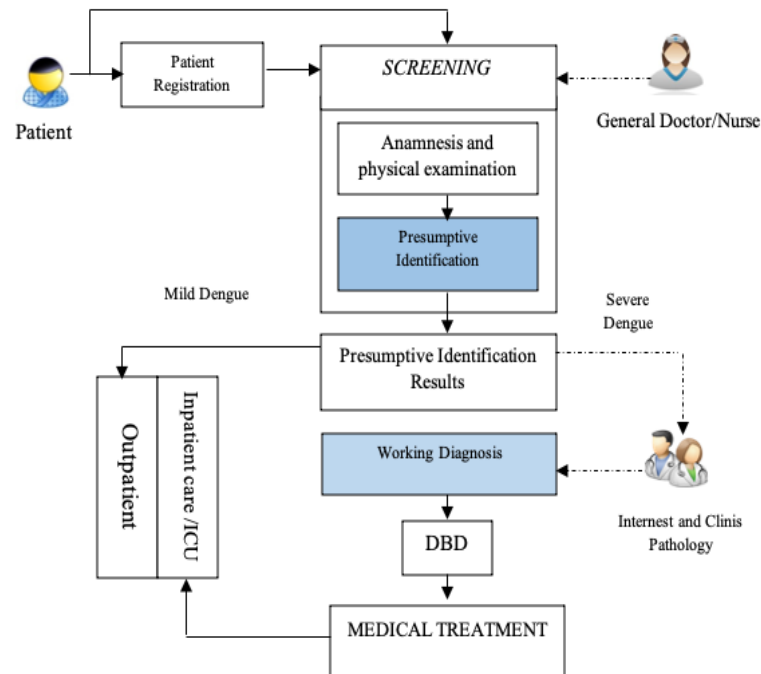 Patient
Registration
Patient
SCREENING
General Doctor/Nurse
Anamnesis and
physical examination
Presumptive
Identification
Mild Dengue
Severe
Dengue
Presumptive Identification
Results
Outpatient
Inpatient care /ICU
Working Diagnosis
Internest and Clinis
Pathology
DBD
MEDICAL TREATMENT